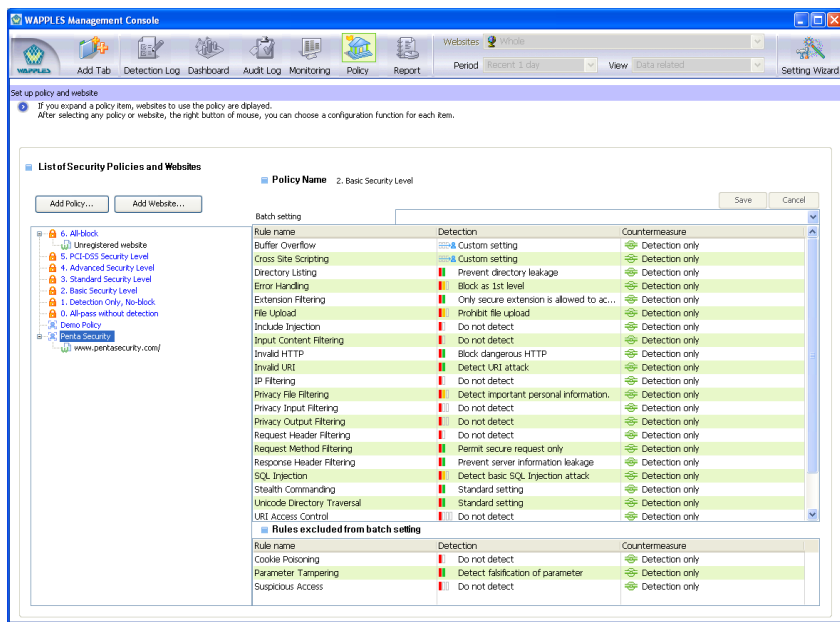 WAPPLES Management Console
WAPPLES
Add Tab
Detection Log
Dashboard
Audit Log
Monitoring
Policy
Report
Websites
Whole
Period
Recent 1 day
View
Data related
Setting Wizard
Set up policy and website
If you expand a policy item, websites to use the policy are diplayed.
After selecting any policy or website, the right button of mouse, you can choose a configuration function for each item.
List of Security Policies and Websites
Add Policy...
Add Website...
6. All-block
Unregistered website
5. PCI-DSS Security Level
4. Advanced Security Level
3. Standard Security Level
2. Basic Security Level
1. Detection Only, No-block
0. All-pass without detection
Demo Policy
Penta Security
www.pentasecurity.com/
Policy Name 2. Basic Security Level
Save
Cancel
Batch setting
Rule name Detection Countermeasure
Buffer Overflow Custom setting Detection only
Cross Site Scripting Custom setting Detection only
Directory Listing Prevent directory leakage Detection only
Error Handling Block as 1st level Detection only
Extension Filtering Only secure extension is allowed to ac... Detection only
File Upload Prohibit file upload Detection only
Include Injection Do not detect Detection only
Input Content Filtering Do not detect Detection only
Invalid HTTP Block dangerous HTTP Detection only
Invalid URI Detect URI attack Detection only
IP Filtering Do not detect Detection only
Privacy File Filtering Detect important personal information. Detection only
Privacy Input Filtering Do not detect Detection only
Privacy Output Filtering Do not detect Detection only
Request Header Filtering Do not detect Detection only
Request Method Filtering Permit secure request only Detection only
Response Header Filtering Prevent server information leakage Detection only
SQL Injection Detect basic SQL Injection attack Detection only
Stealth Commanding Standard setting Detection only
Unicode Directory Traversal Standard setting Detection only
URI Access Control Do not detect Detection only
Rules excluded from batch setting
Rule name Detection Countermeasure
Cookie Poisoning Do not detect Detection only
Parameter Tampering Detect falsification of parameter Detection only
Suspicious Access Do not detect Detection only